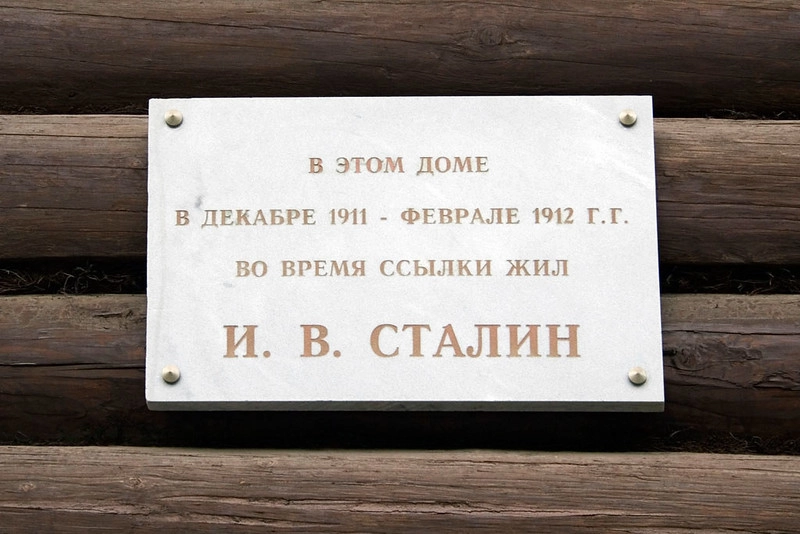 В ЭТОМ ДОМЕ
В ДЕКАБРЕ 1911 - ФЕВРАЛЕ 1912 Г.Г.
ВО ВРЕМЯ ССЫЛКИ ЖИЛ
И. В. СТАЛИН